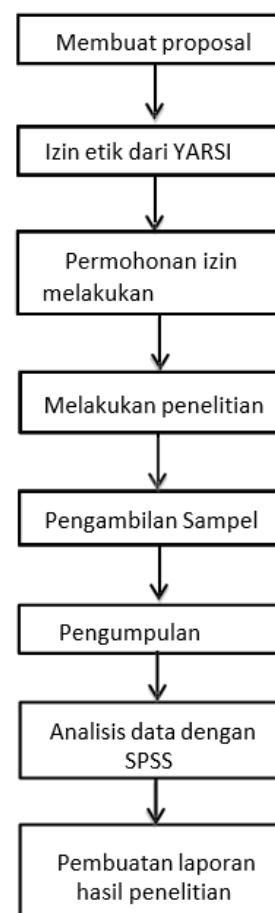 Membuat proposal
Izin etik dari YARSI
Permohonan izin
melakukan
Melakukan penelitian
Pengambilan Sampel
Pengumpulan
Analisis data dengan
SPSS
Pembuatan laporan
hasil penelitian